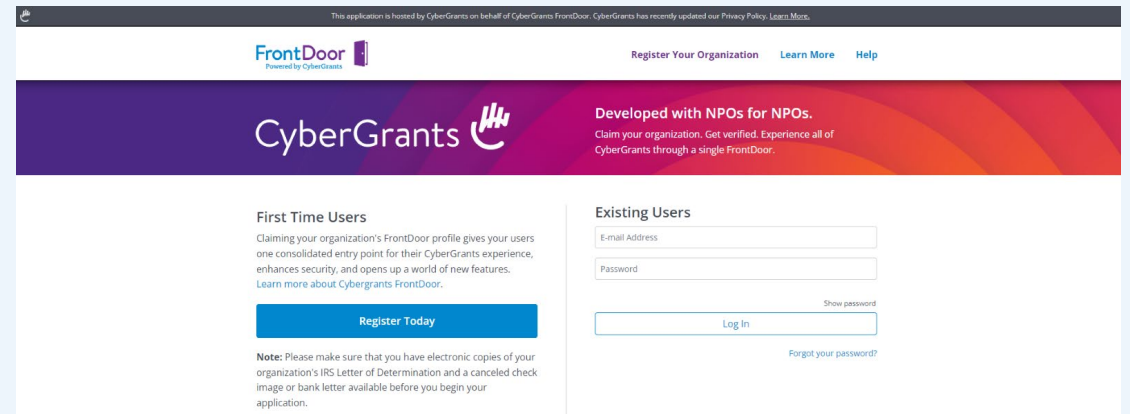 This application is hosted by CyberGrants on behalf of CyberGrants FrontDoor. CyberGrants has recently updated our Privacy Policy. Learn More.
FrontDoor
Powered by CyberGrants
Register Your Organization Learn More Help
CyberGrants
Developed with NPOs for NPOs.
Claim your organization. Get verified. Experience all of
CyberGrants through a single FrontDoor.
First Time Users
Claiming your organization's FrontDoor profile gives your users
one consolidated entry point for their CyberGrants experience,
enhances security, and opens up a world of new features.
Learn more about Cybergrants FrontDoor.
Register Today
Note: Please make sure that you have electronic copies of your
organization's IRS Letter of Determination and a canceled check
image or bank letter available before you begin your
application.
Existing Users
E-mail Address
Password
Show password
Log In
Forgot your password?